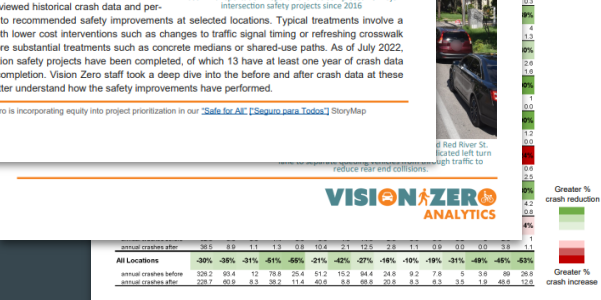 viewed historical crash data and per-
to recommended safety improvements at selected locations. Typical treatments involve a
th lower cost interventions such as changes to traffic signal timing or refreshing crosswalk
re substantial treatments such as concrete medians or shared-use paths. As of July 2022,
tion safety projects have been completed, of which 13 have at least one year of crash data
completion. Vision Zero staff took a deep dive into the before and after crash data at these
tter understand how the safety improvements have performed.
intersection safety projects since 2016
ro is incorporating equity into project prioritization in our "Safe for All" ["Seguro para Todos"] StoryMap
d Red River St.
dicated left turn
through traffic to
reduce rear end collisions.
VISION ZERO
ANALYTICS
Greater %
crash reduction
Greater %
crash increase
annual crashes after 36.5 8.9 1.1 1.3 0.8 10.4 2.1 12.5 2.8 1.1 0.9 0.0 0.0 3.8 1.1
All Locations -30% -35% -31% -51% -55% -21% -42% -27% -16% -10% -19% -31% -49% -45% -53%
annual crashes before 326.2 93.4 12 78.8 25.4 51.2 15.2 94.4 24.8 9.2 7.8 5 3.8 89 26.8
annual crashes after 228.7 60.9 8.3 38.2 11.4 40.6 8.8 68.8 20.8 8.3 6.3 3.5 1.9 48.6 12.6